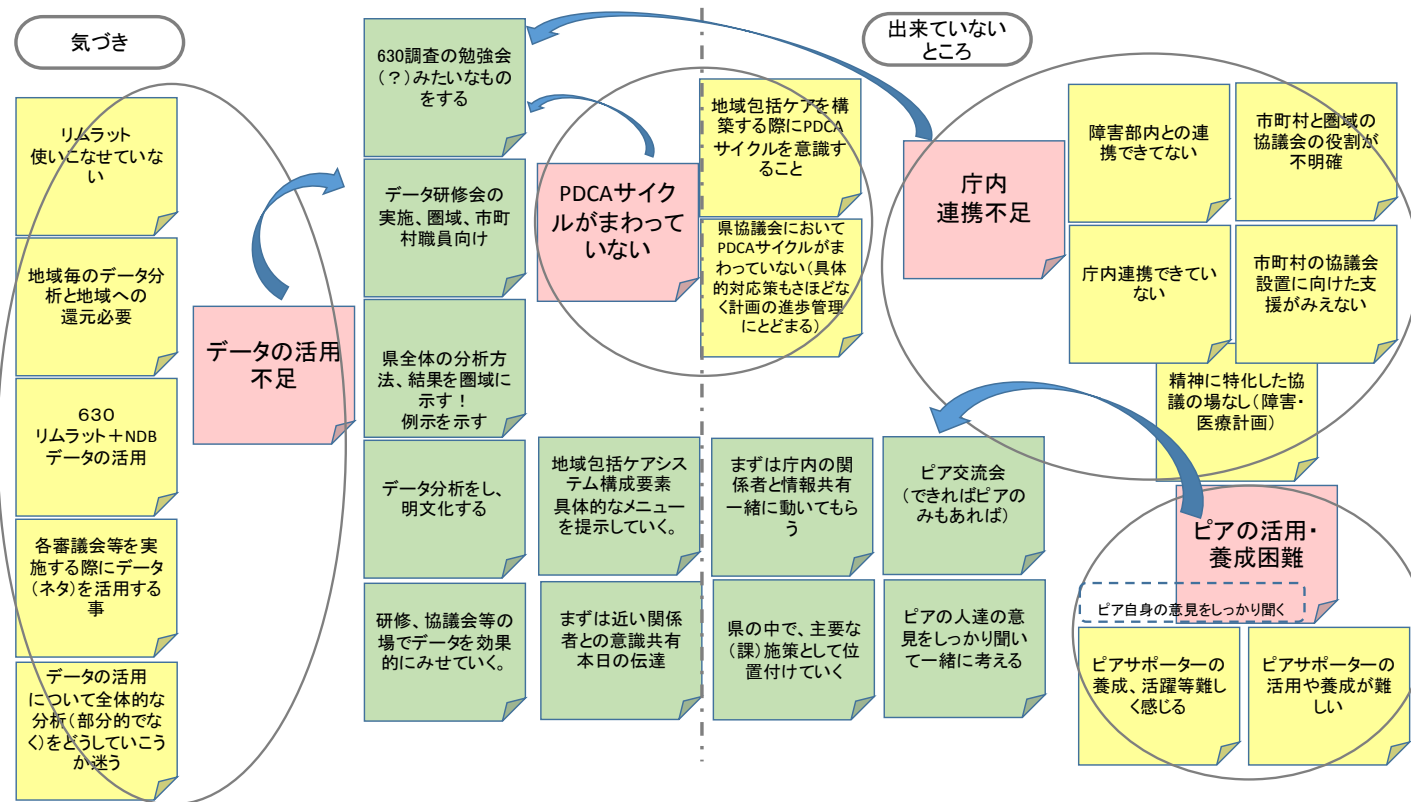 気づき
出来ていない
ところ
リムラット
使いこなせていな
い
地域毎のデータ分
析と地域への
還元必要
630
リムラット+NDB
データの活用
各審議会等を実
施する際にデータ
(ネタ)を活用する
事
データの活用
について全体的な
分析(部分的でな
く)をどうしていこう
か迷う
データの活用
不足
630調査の勉強会
(?)みたいなもの
をする
データ研修会の
実施、圏域、市町
村職員向け
県全体の分析方
法、結果を圏域に
示す!
例示を示す
データ分析をし、
明文化する
研修、協議会等の
場でデータを効果
的にみせていく。
PDCAサイク
ルがまわって
いない
地域包括ケアを構
築する際にPDCA
サイクルを意識す
ること
県協議会において
PDCAサイクルがま
わっていない(具体
的対応策もさほどな
く計画の進歩管理
にとどまる)
地域包括ケアシス
テム構成要素
具体的なメニュー
を提示していく。
まずは近い関係
者との意識共有
本日の伝達
まずは庁内の関
係者と情報共有
一緒に動いてもら
う
県の中で、主要な
(課)施策として位
置付けていく
ピア交流会
(できればピアの
みもあれば)
ピアの人達の意
見をしっかり聞い
て一緒に考える
庁内
連携不足
障害部内との連
携できてない
市町村と圏域の
協議会の役割が
不明確
庁内連携できてい
ない
市町村の協議会
設置に向けた支
援がみえない
精神に特化した協
議の場なし(障害・
医療計画)
ピアの活用・
養成困難
ピア自身の意見をしっかり聞く
ピアサポーターの
養成、活躍等難し
く感じる
ピアサポーターの
活用や養成が難
しい